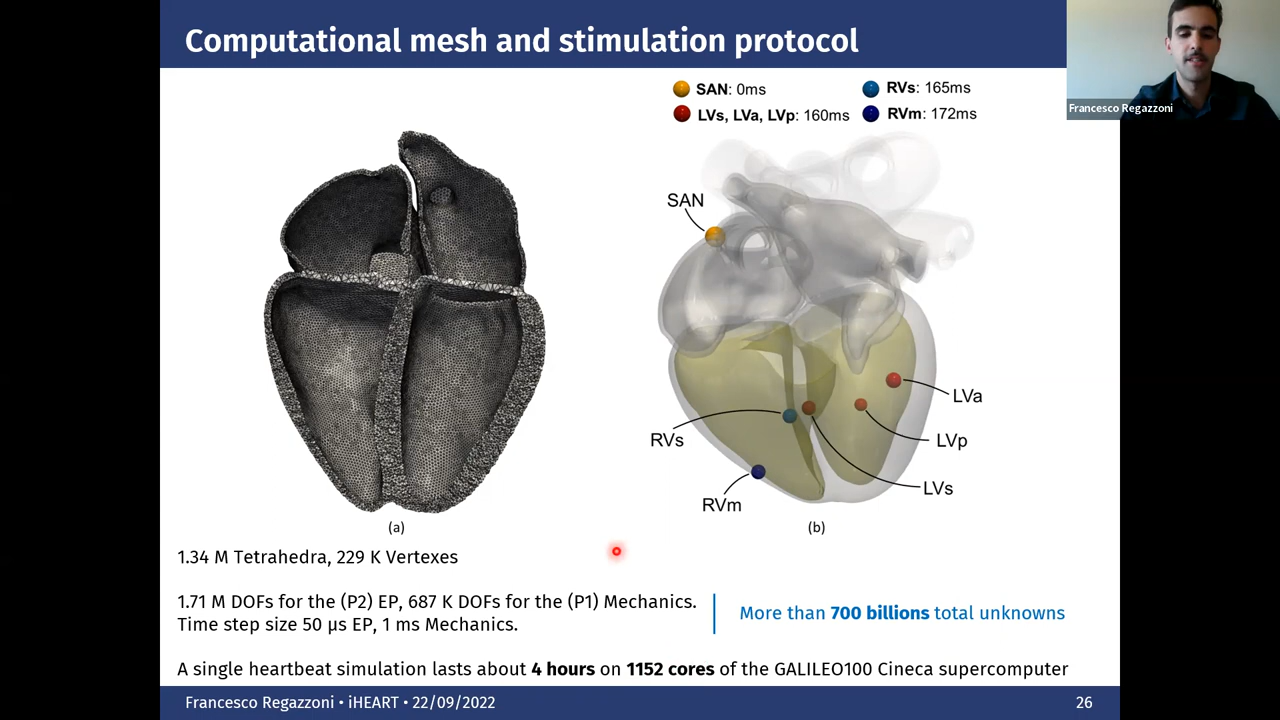 Computational mesh and stimulation protocol
Francesco Regazzoni
SAN: 0ms
RVs: 165ms
LVs, LVa, LVp: 160ms
RVm: 172ms
SAN
LVa
LVp
RVs
LVs
RVm
(a)
(b)
1.34 M Tetrahedra, 229 K Vertexes
1.71 M DOFs for the (P2) EP, 687 K DOFs for the (P1) Mechanics.
Time step size 50 µs EP, 1 ms Mechanics.
More than 700 billions total unknowns
A single heartbeat simulation lasts about 4 hours on 1152 cores of the GALILEO100 Cineca supercomputer
Francesco Regazzoni • iHEART • 22/09/2022
26